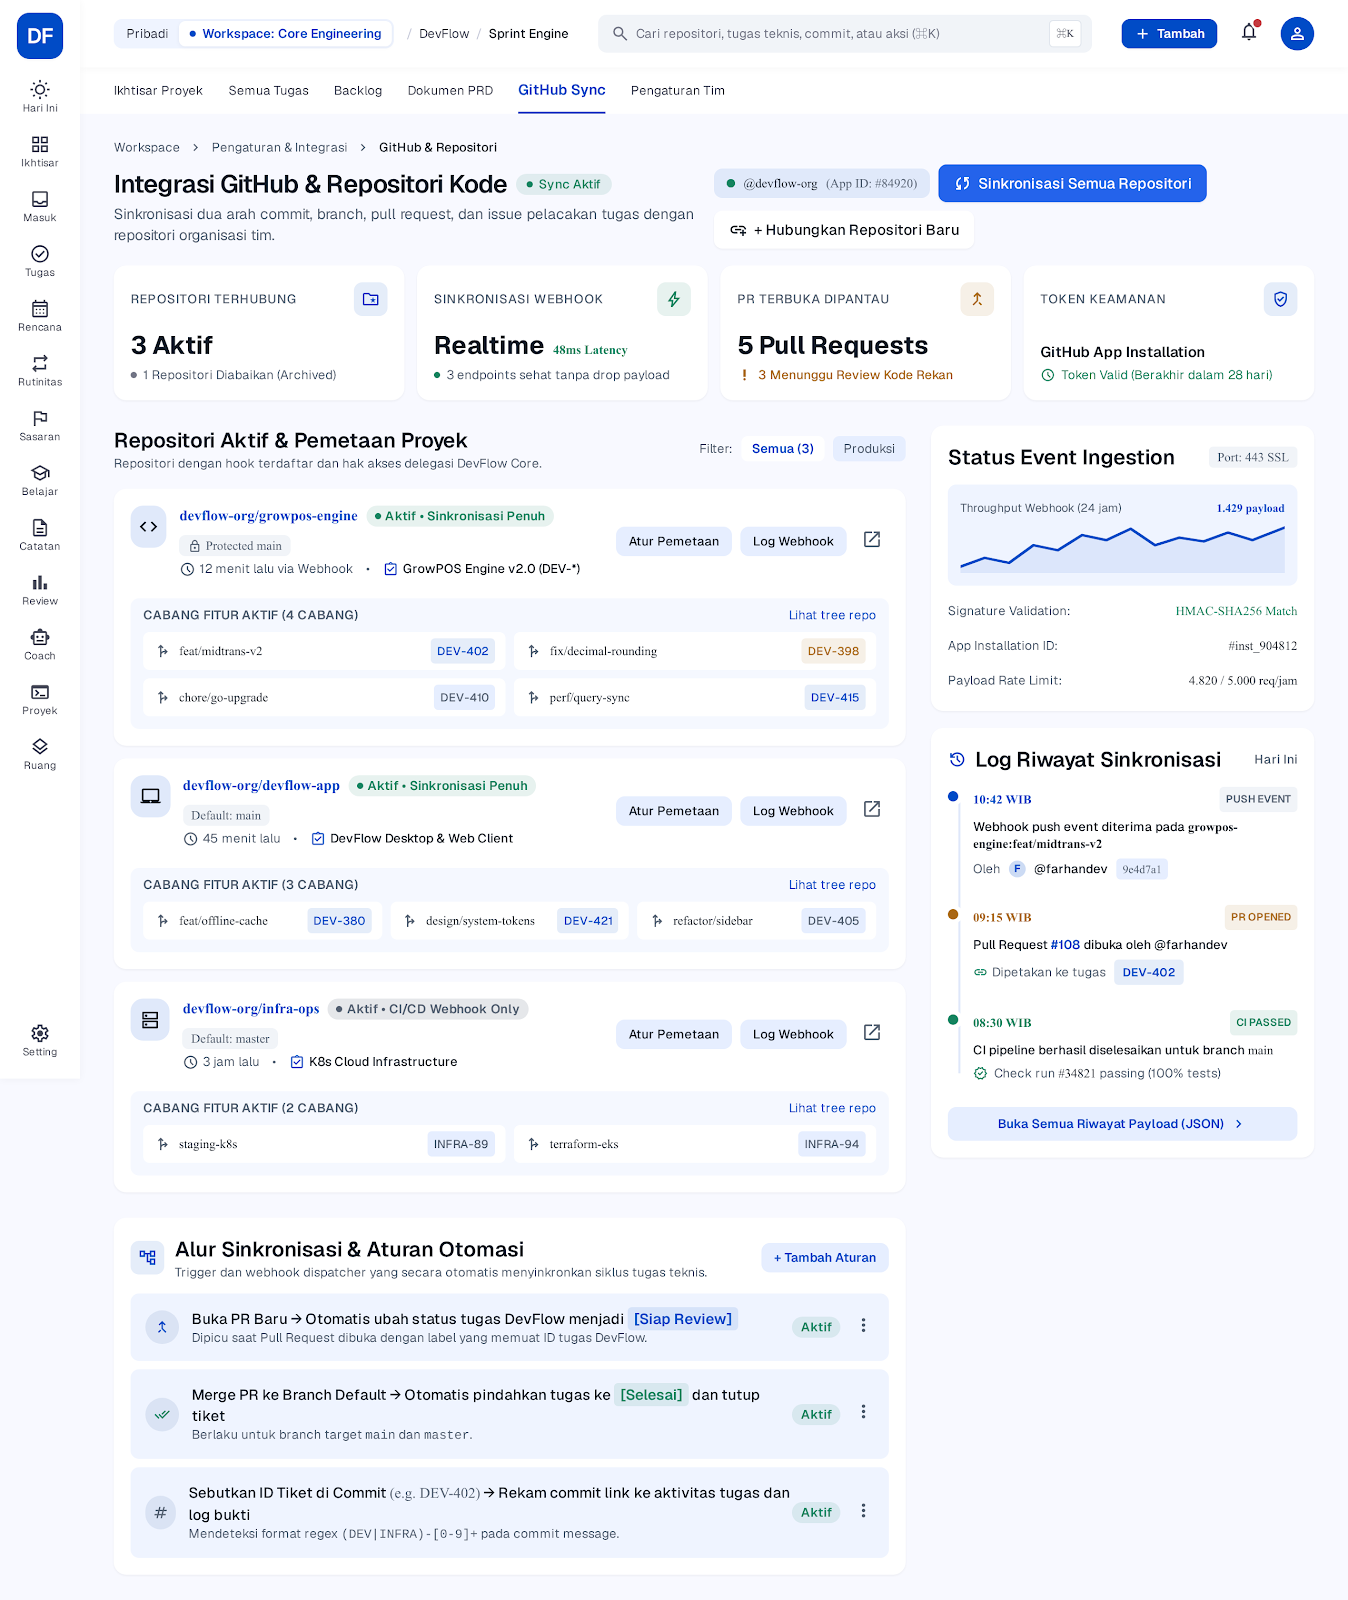 DF
Pribadi
Workspace: Core Engineering
/ DevFlow / Sprint Engine
Cari repositori, tugas teknis, commit, atau aksi (⌘K)
⌘K
+ Tambah
Hari Ini
Ikhtisar
Masuk
Tugas
Rencana
Rutinitas
Sasaran
Belajar
Catatan
Review
Coach
Proyek
Ruang
Setting
Ikhtisar Proyek
Semua Tugas
Backlog
Dokumen PRD
GitHub Sync
Pengaturan Tim
Workspace > Pengaturan & Integrasi > GitHub & Repositori
Integrasi GitHub & Repositori Kode
Sync Aktif
Sinkronisasi dua arah commit, branch, pull request, dan issue pelacakan tugas dengan
repositori organisasi tim.
@devflow-org (App ID: #84920)
Sinkronisasi Semua Repositori
+ Hubungkan Repositori Baru
REPOSITORI TERHUBUNG
3 Aktif
1 Repositori Diabaikan (Archived)
SINKRONISASI WEBHOOK
Realtime 48ms Latency
3 endpoints sehat tanpa drop payload
PR TERBUKA DIPANTAU
5 Pull Requests
! 3 Menunggu Review Kode Rekan
TOKEN KEAMANAN
GitHub App Installation
Token Valid (Berakhir dalam 28 hari)
Repositori Aktif & Pemetaan Proyek
Repositori dengan hook terdaftar dan hak akses delegasi DevFlow Core.
Filter:
Semua (3)
Produksi
devflow-org/growpos-engine
Aktif • Sinkronisasi Penuh
Protected main
12 menit lalu via Webhook • GrowPOS Engine v2.0 (DEV-*)
Atur Pemetaan
Log Webhook
CABANG FITUR AKTIF (4 CABANG)
Lihat tree repo
feat/midtrans-v2
DEV-402
fix/decimal-rounding
DEV-398
chore/go-upgrade
DEV-410
perf/query-sync
DEV-415
devflow-org/devflow-app
Aktif • Sinkronisasi Penuh
Default: main
45 menit lalu • DevFlow Desktop & Web Client
Atur Pemetaan
Log Webhook
CABANG FITUR AKTIF (3 CABANG)
Lihat tree repo
feat/offline-cache
DEV-380
design/system-tokens
DEV-421
refactor/sidebar
DEV-405
devflow-org/infra-ops
Aktif • CI/CD Webhook Only
Default: master
3 jam lalu • K8s Cloud Infrastructure
Atur Pemetaan
Log Webhook
CABANG FITUR AKTIF (2 CABANG)
Lihat tree repo
staging-k8s
INFRA-89
terraform-eks
INFRA-94
Alur Sinkronisasi & Aturan Otomasi
Trigger dan webhook dispatcher yang secara otomatis menyinkronkan siklus tugas teknis.
+ Tambah Aturan
Buka PR Baru → Otomatis ubah status tugas DevFlow menjadi [Siap Review]
Dipicu saat Pull Request dibuka dengan label yang memuat ID tugas DevFlow.
Aktif
Merge PR ke Branch Default → Otomatis pindahkan tugas ke [Selesai] dan tutup
tiket
Berlaku untuk branch target main dan master.
Aktif
#
Sebutkan ID Tiket di Commit (e.g. DEV-402) → Rekam commit link ke aktivitas tugas dan
log bukti
Mendeteksi format regex (DEV|INFRA)-[0-9]+ pada commit message.
Aktif
Status Event Ingestion
Port: 443 SSL
Throughput Webhook (24 jam)
1.429 payload
Signature Validation:
HMAC-SHA256 Match
App Installation ID:
#inst_904812
Payload Rate Limit:
4.820 / 5.000 req/jam
Log Riwayat Sinkronisasi
Hari Ini
10:42 WIB
PUSH EVENT
Webhook push event diterima pada growpos-
engine:feat/midtrans-v2
Oleh F @farhandev 9e4d7a1
09:15 WIB
PR OPENED
Pull Request #108 dibuka oleh @farhandev
Dipetakan ke tugas DEV-402
08:30 WIB
CI PASSED
CI pipeline berhasil diselesaikan untuk branch main
Check run #34821 passing (100% tests)
Buka Semua Riwayat Payload (JSON) >